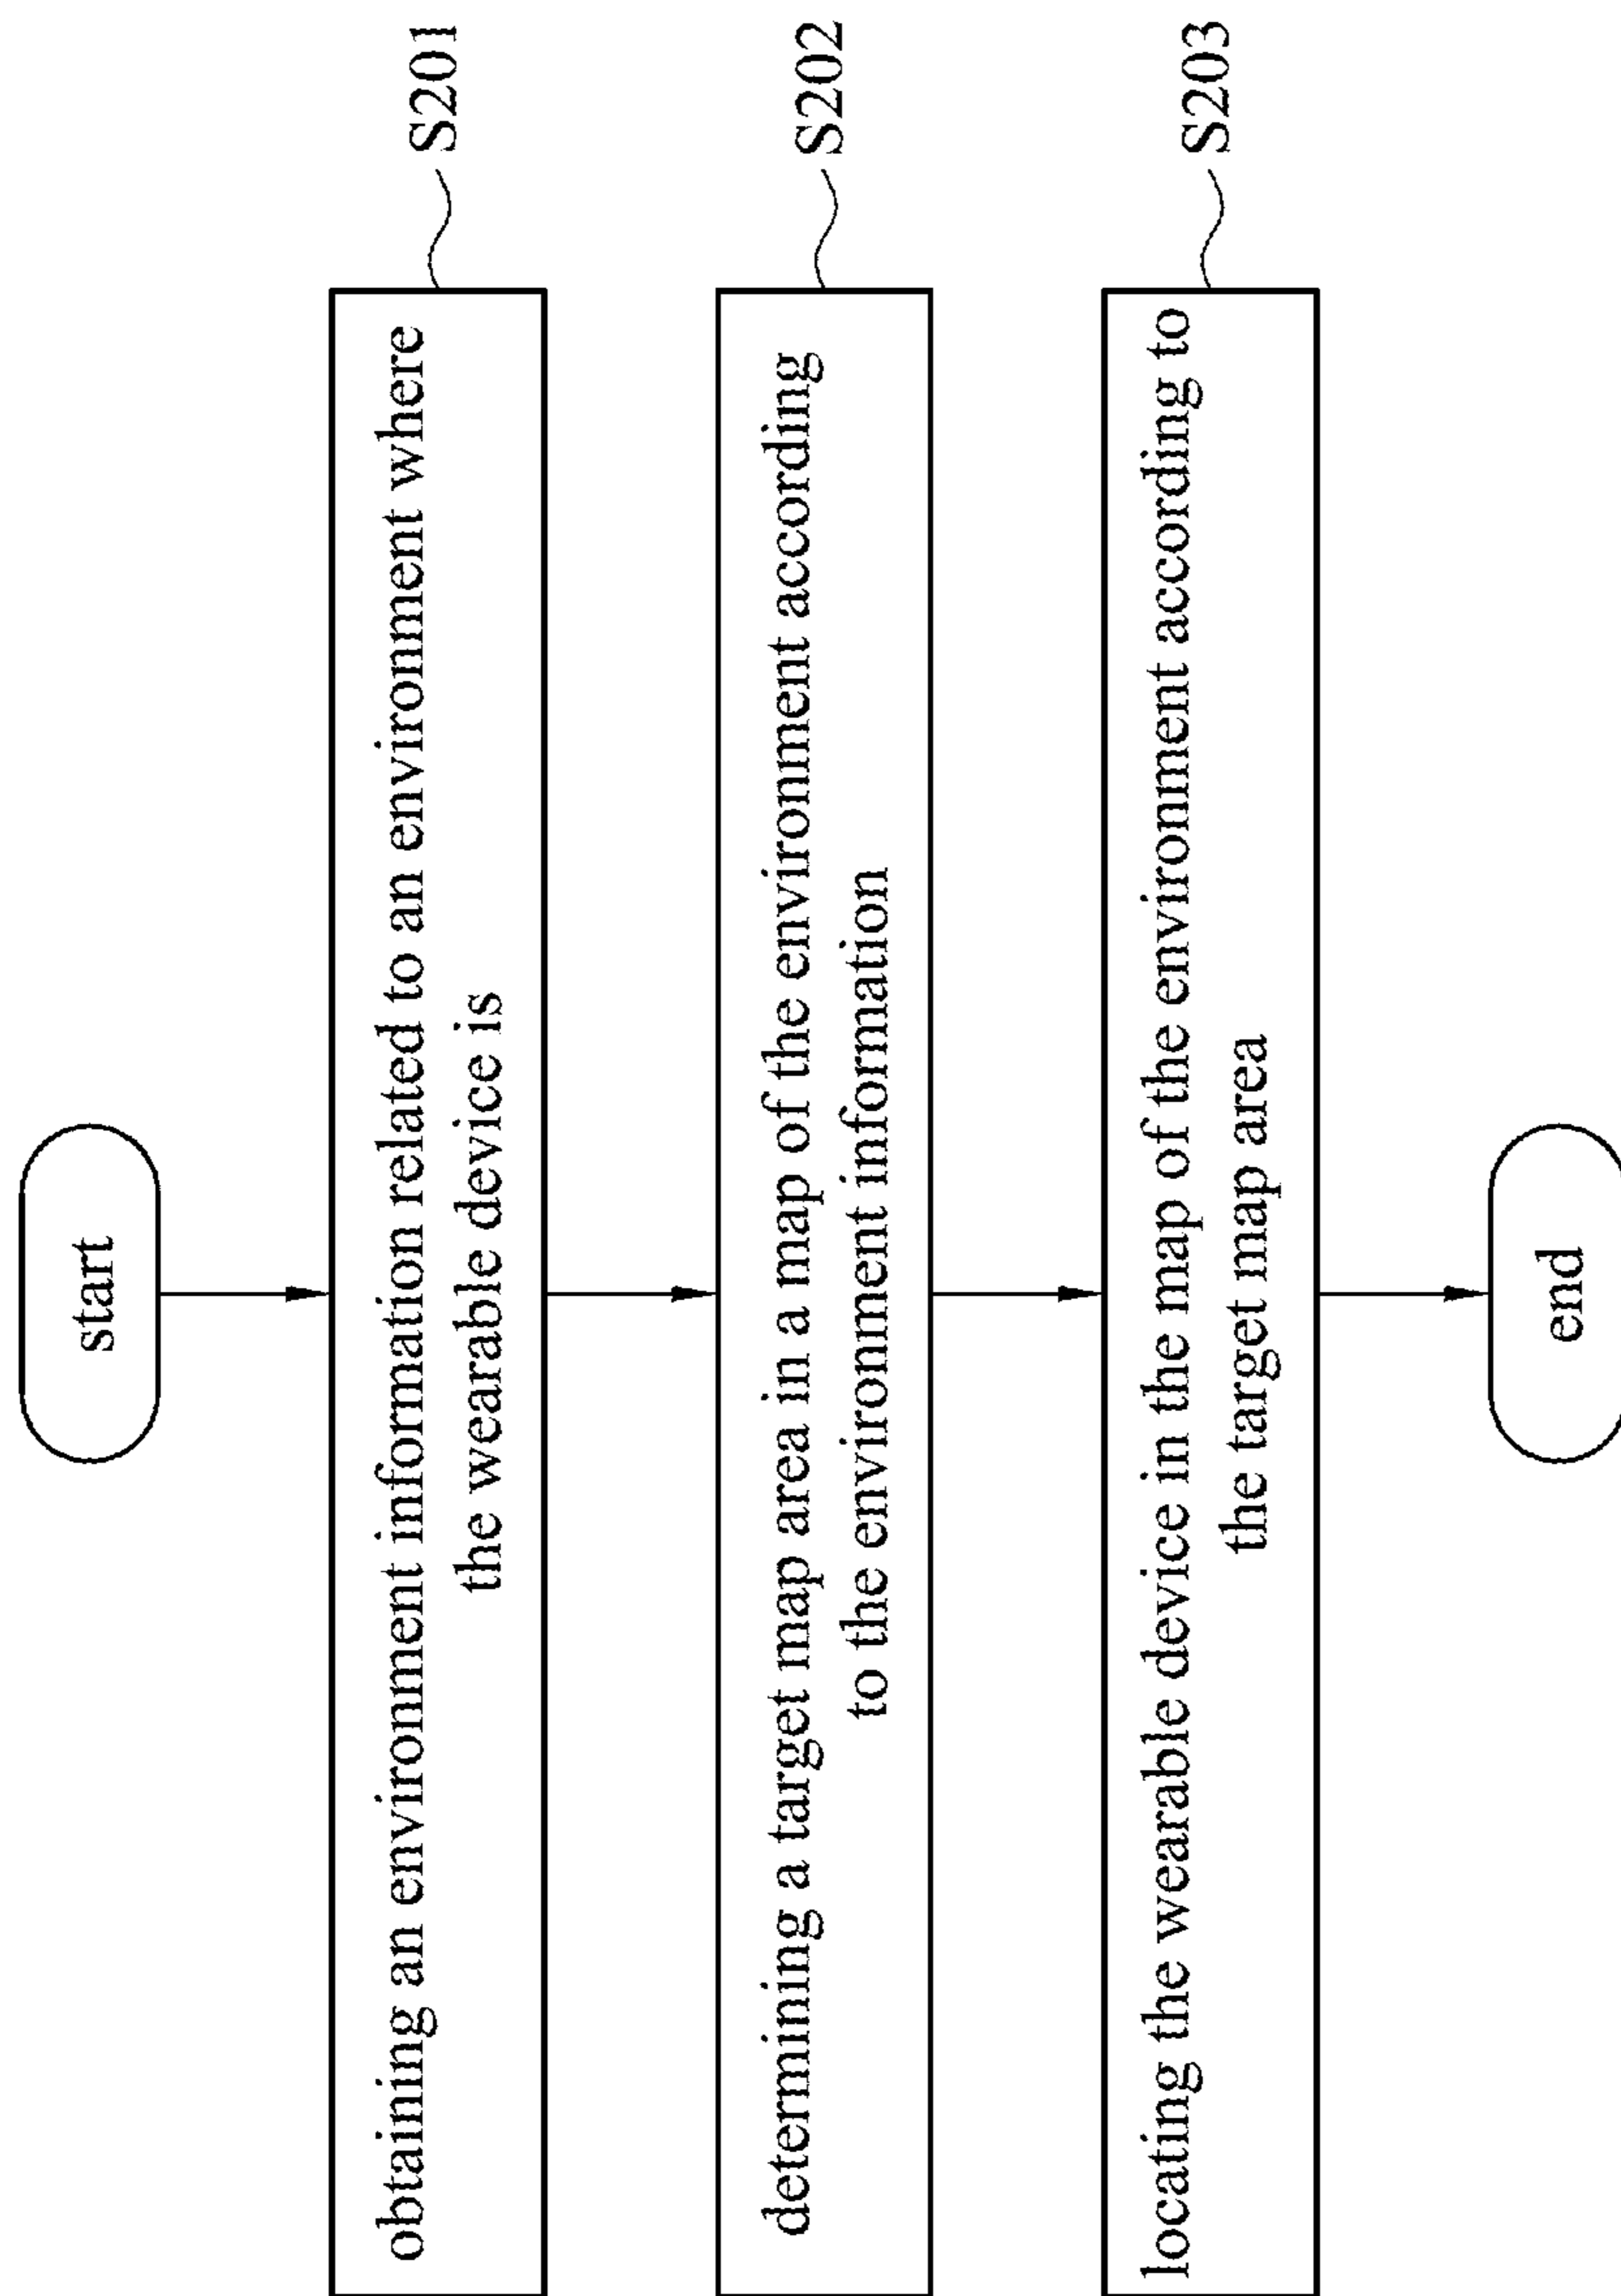 start
obtaining an environment information related to an environment where
the wearable device is
S201
determining a target map area in a map of the environment according
to the environment information
S202
locating the wearable device in the map of the environment according to
the target map area
S203
end